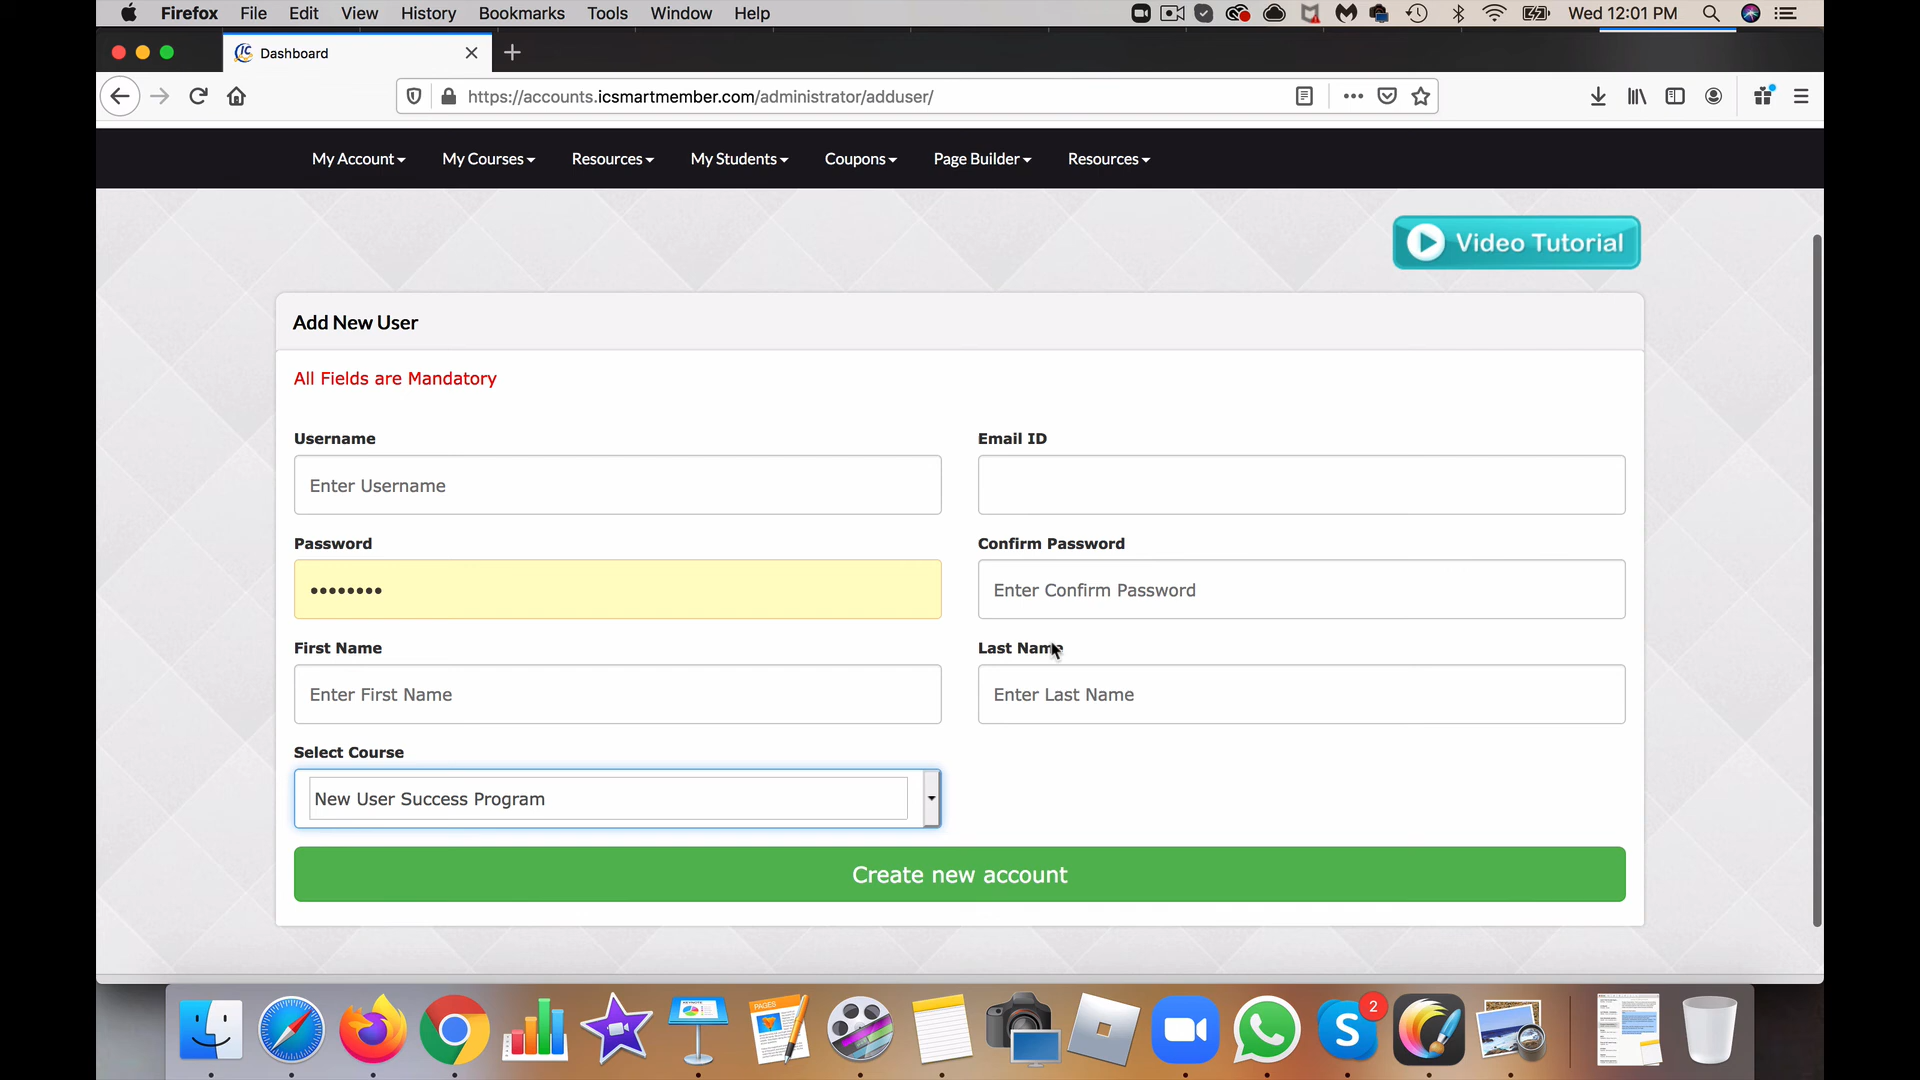 Firefox File Edit View History Bookmarks Tools Window Help Wed 12:01 PM
Dashboard
https://accounts.icsmartmember.com/administrator/adduser/
My Account My Courses Resources My Students Coupons Page Builder Resources
Video Tutorial
Add New User
All Fields are Mandatory
Username Email ID
Enter Username
Password Confirm Password
•••••••• Enter Confirm Password
First Name Last Name
Enter First Name Enter Last Name
Select Course
New User Success Program
Create new account
PAGES
2